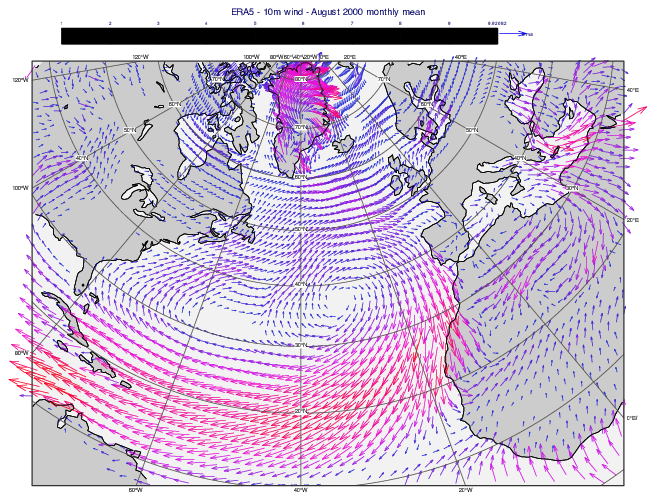 ERA5 - 10m wind - August 2000 monthly mean
1 2 3 4 5 6 7 8 9 9.92692
120°W 100°W 80°W 60°W 40°W 20°W 0°E 20°E 40°E
120°W 70°N 80°N 70°N
60°N 60°N 40°E
50°N 70°N 50°N
40°N 40°N
60°N 30°N
100°W 20°E
50°N
40°N
30°N
80°W
20°N
0°E
60°W 40°W 20°W